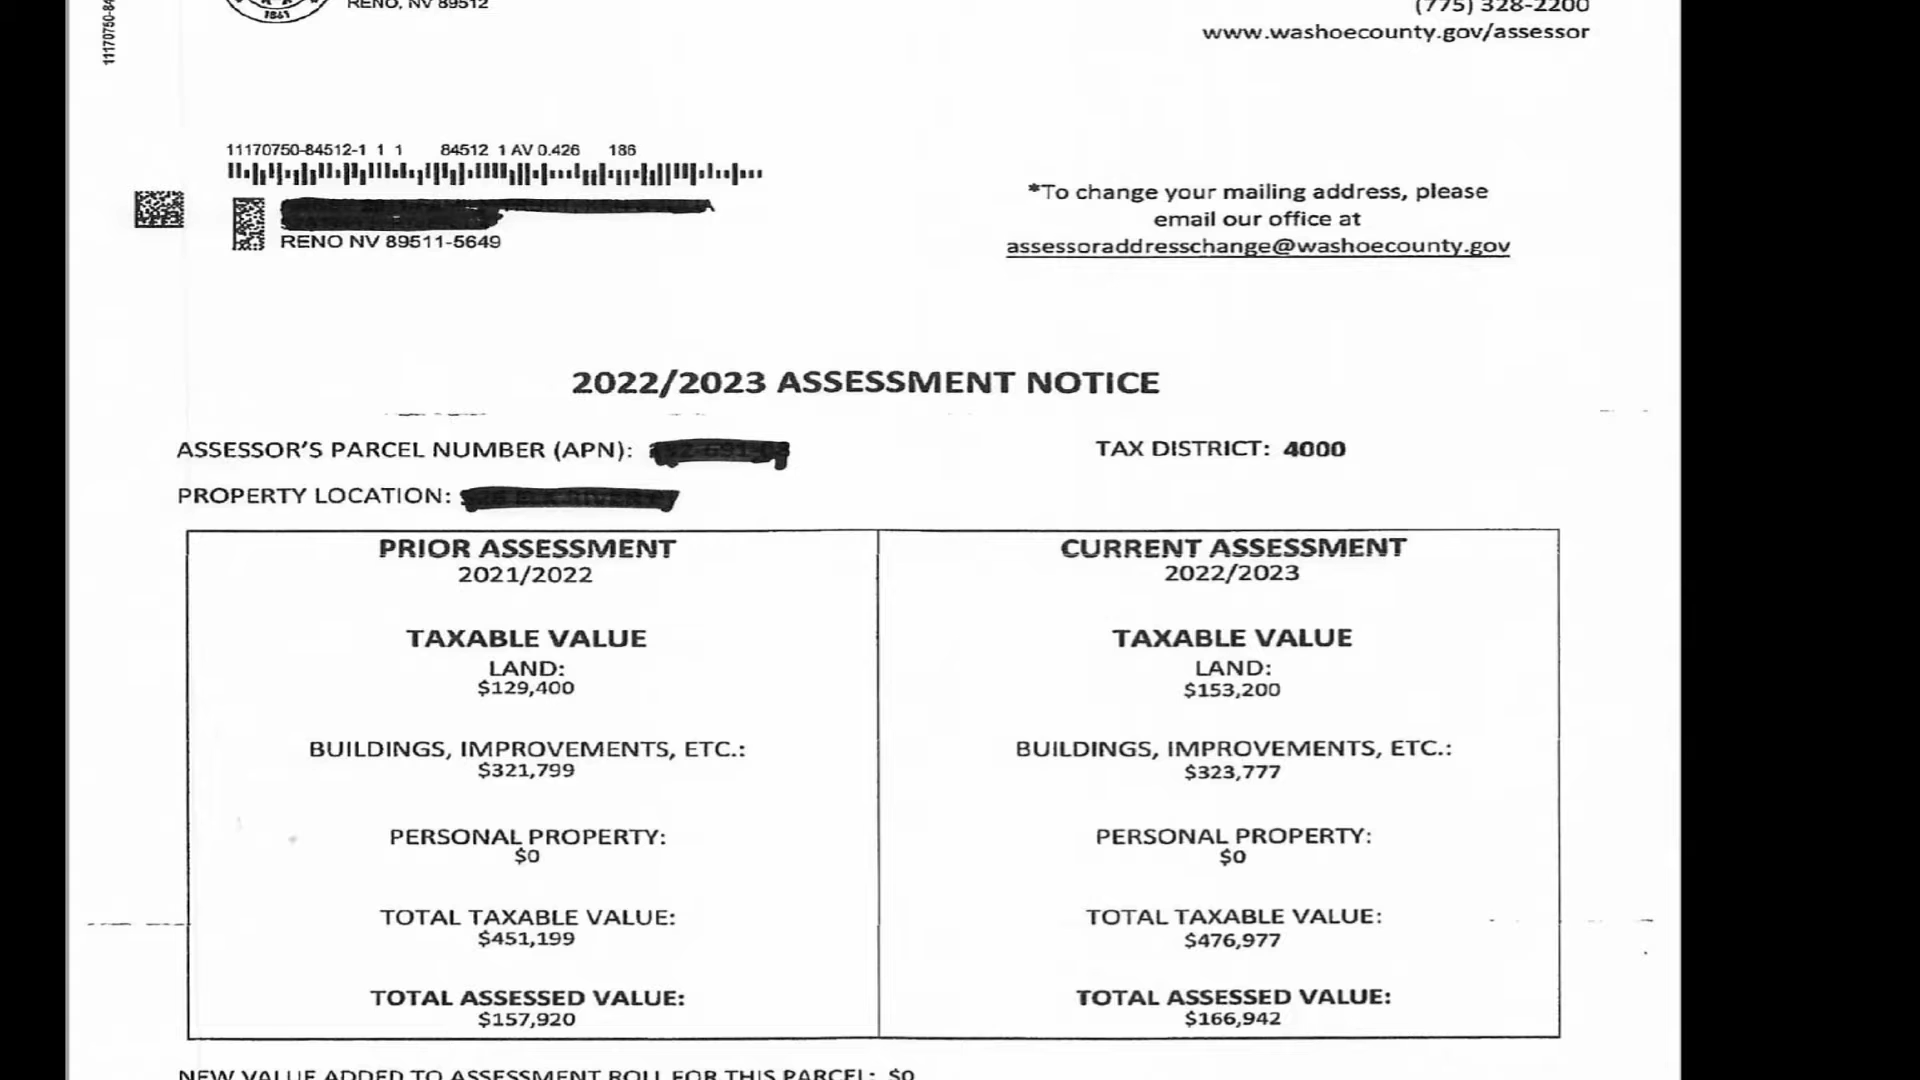 11170750-84
1861
RENO, NV 89512
(775) 328-2200
www.washoecounty.gov/assessor
11170750-84512-1 1 1 84512 1 AV 0.426 186
RENO NV 89511-5649
*To change your mailing address, please
email our office at
assessoraddresschange@washoecounty.gov
2022/2023 ASSESSMENT NOTICE
ASSESSOR'S PARCEL NUMBER (APN):
TAX DISTRICT: 4000
PROPERTY LOCATION:
PRIOR ASSESSMENT
2021/2022
TAXABLE VALUE
LAND:
$129,400
BUILDINGS, IMPROVEMENTS, ETC.:
$321,799
PERSONAL PROPERTY:
$0
TOTAL TAXABLE VALUE:
$451,199
TOTAL ASSESSED VALUE:
$157,920
CURRENT ASSESSMENT
2022/2023
TAXABLE VALUE
LAND:
$153,200
BUILDINGS, IMPROVEMENTS, ETC.:
$323,777
PERSONAL PROPERTY:
$0
TOTAL TAXABLE VALUE:
$476,977
TOTAL ASSESSED VALUE:
$166,942
NEW VALUE ADDED TO ASSESSMENT ROLL FOR THIS PARCEL: $0